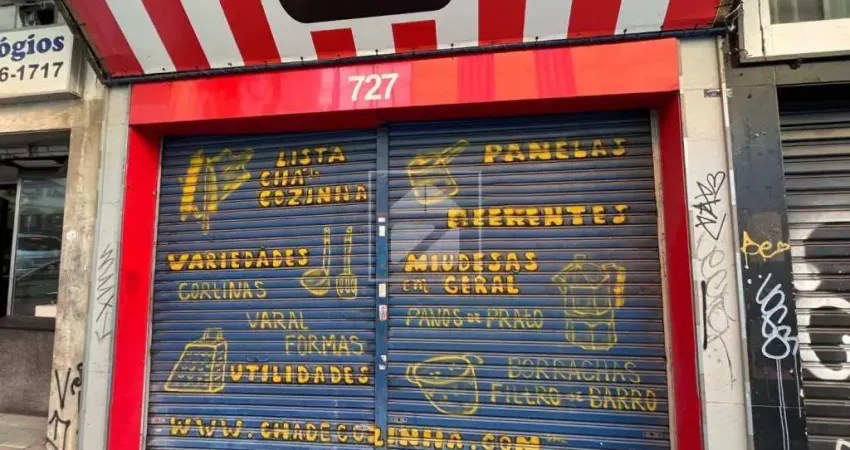 ógios
6-1717
727
LISTA
CHÁ DE
COZINHA
VARIEDADES
CORTINAS
VARAL
FORMAS
UTILIDADES
PANELAS
MIUDESAS
EM GERAL
PANOS DE PRATO
BORRACHAS
FILTRO DE BARRO
WWW.CHADECOZINHA.COM